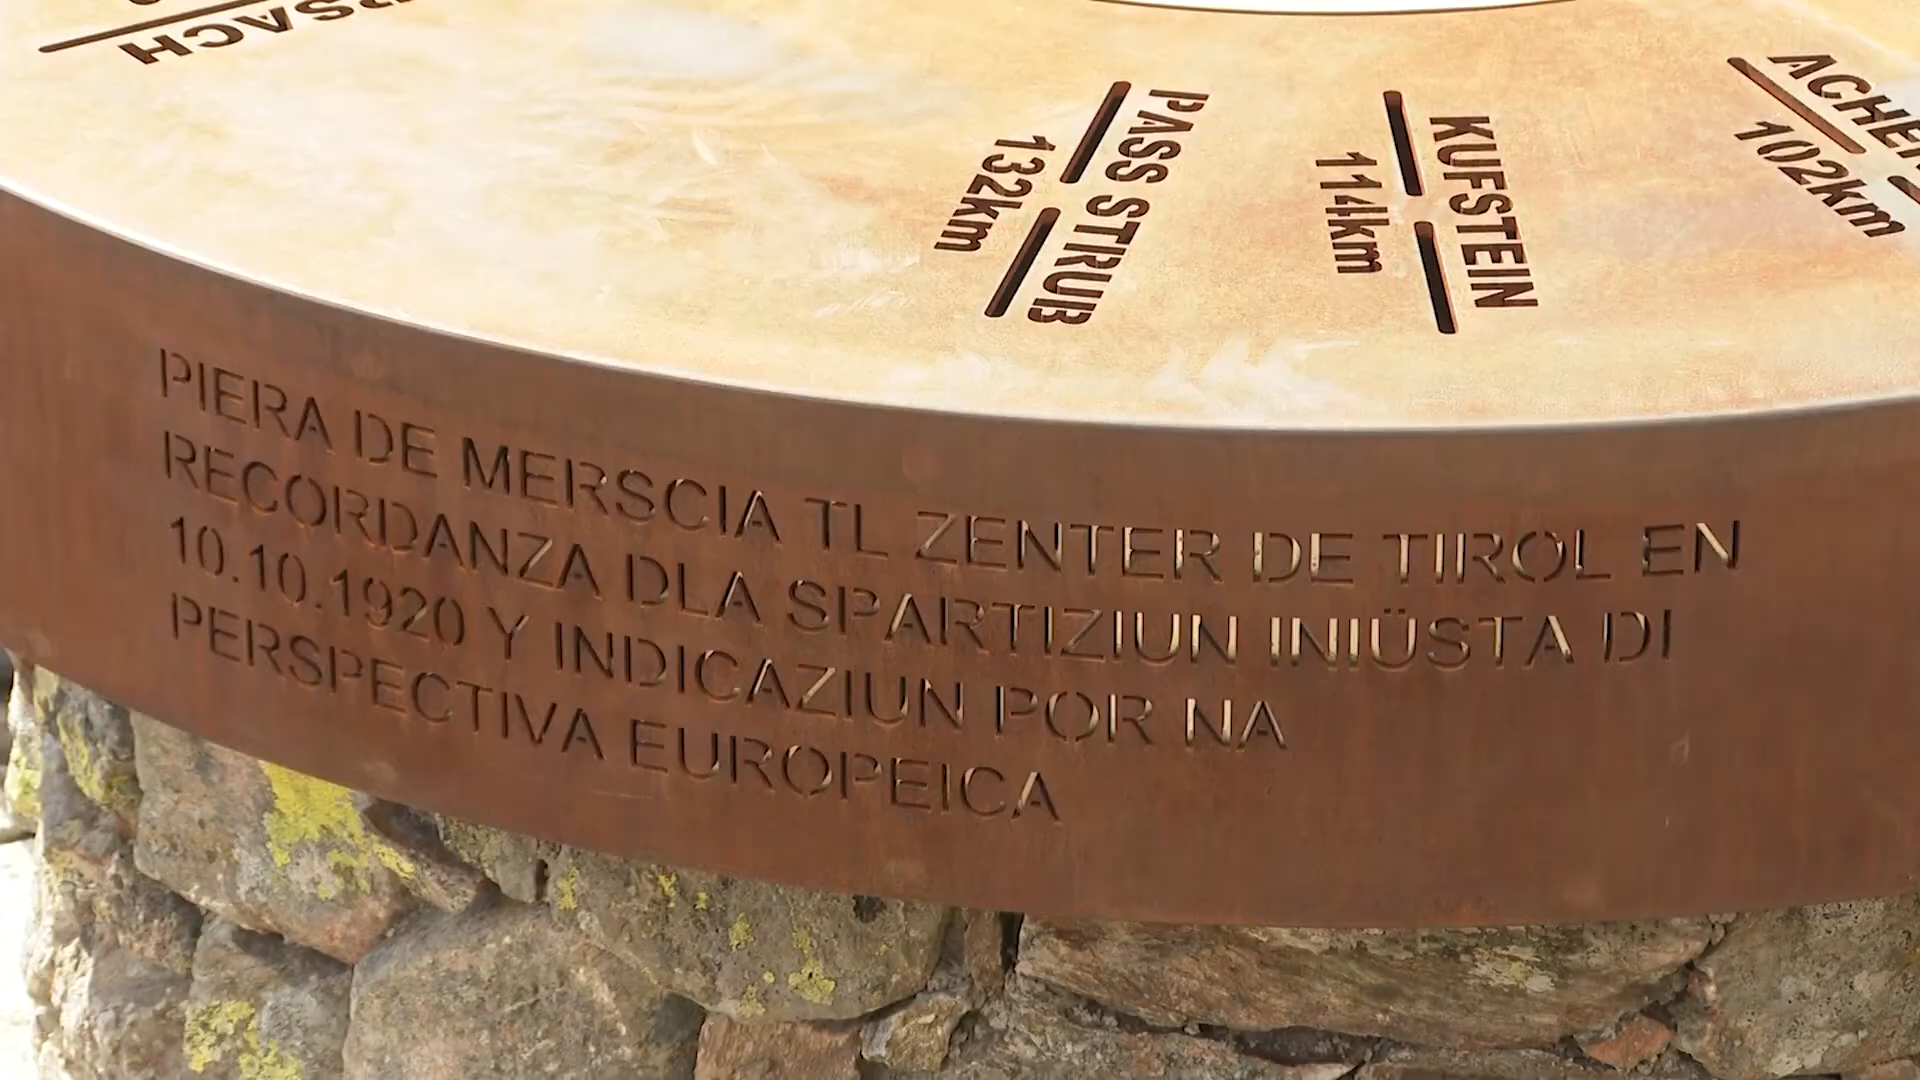 PASS STRUB
132km
KUFSTEIN
114km
102km
PIERA DE MERSCIA TL ZENTER DE TIROL EN
RECORDANZA DLA SPARTIZIUN INIÜSTA DI
10.10.1920 Y INDICAZIUN POR NA
PERSPECTIVA EUROPEICA